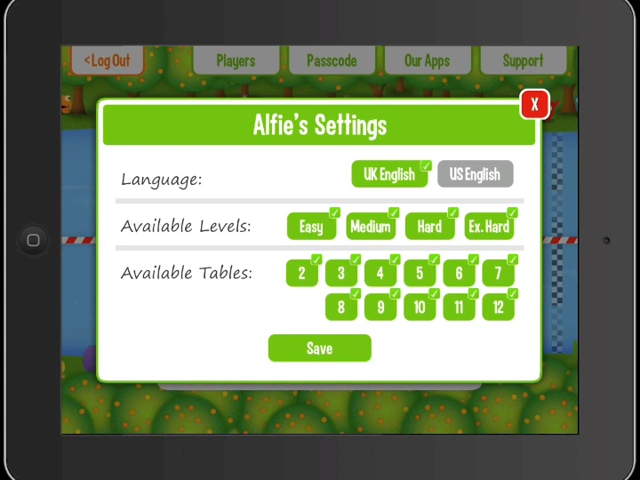 <Log Out Players Passcode Our Apps Support
X
Alfie's Settings
Language: UK English US English
Available Levels: Easy Medium Hard Ex. Hard
Available Tables: 2 3 4 5 6 7
8 9 10 11 12
Save